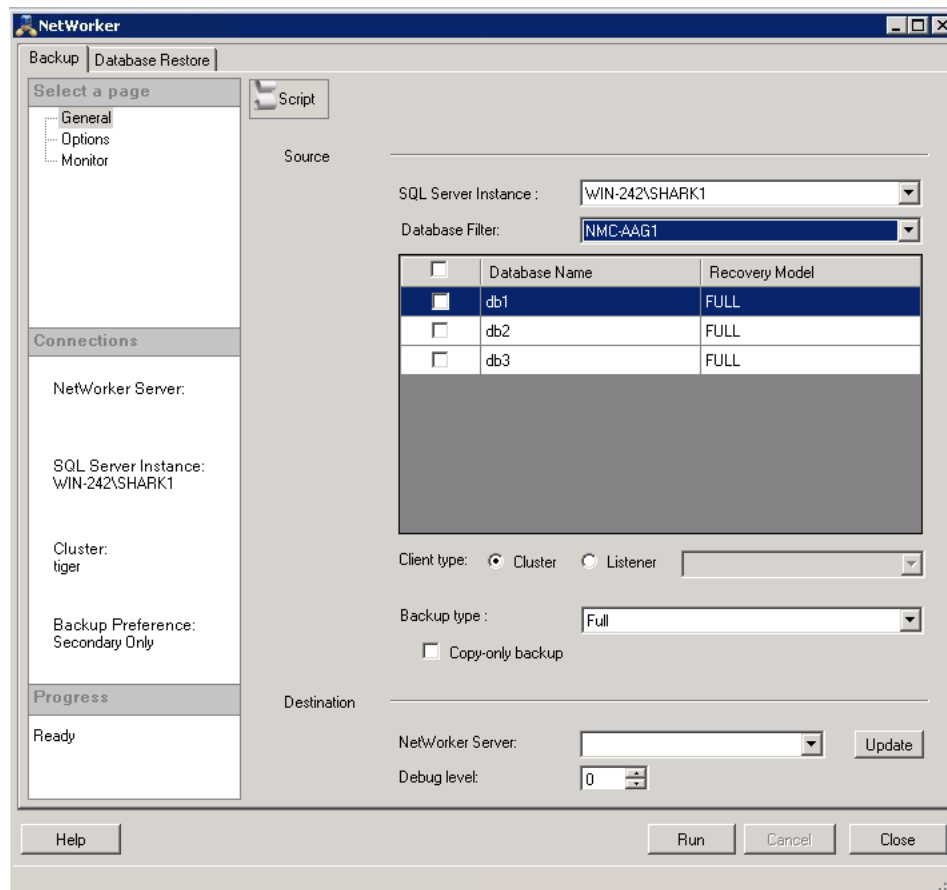 NetWorker
Backup
Database Restore
Select a page
General
Options
Monitor
Connections
NetWorker Server:
SQL Server Instance:
WIN-242\SHARK1
Cluster:
tiger
Backup Preference:
Secondary Only
Progress
Ready
Script
Source
SQL Server Instance :
WIN-242\SHARK1
Database Filter:
NMC-AAG1
Database Name
Recovery Model
db1
FULL
db2
FULL
db3
FULL
Client type:
Cluster
Listener
Backup type :
Full
Copy-only backup
Destination
NetWorker Server:
Update
Debug level:
0
Help
Run
Cancel
Close